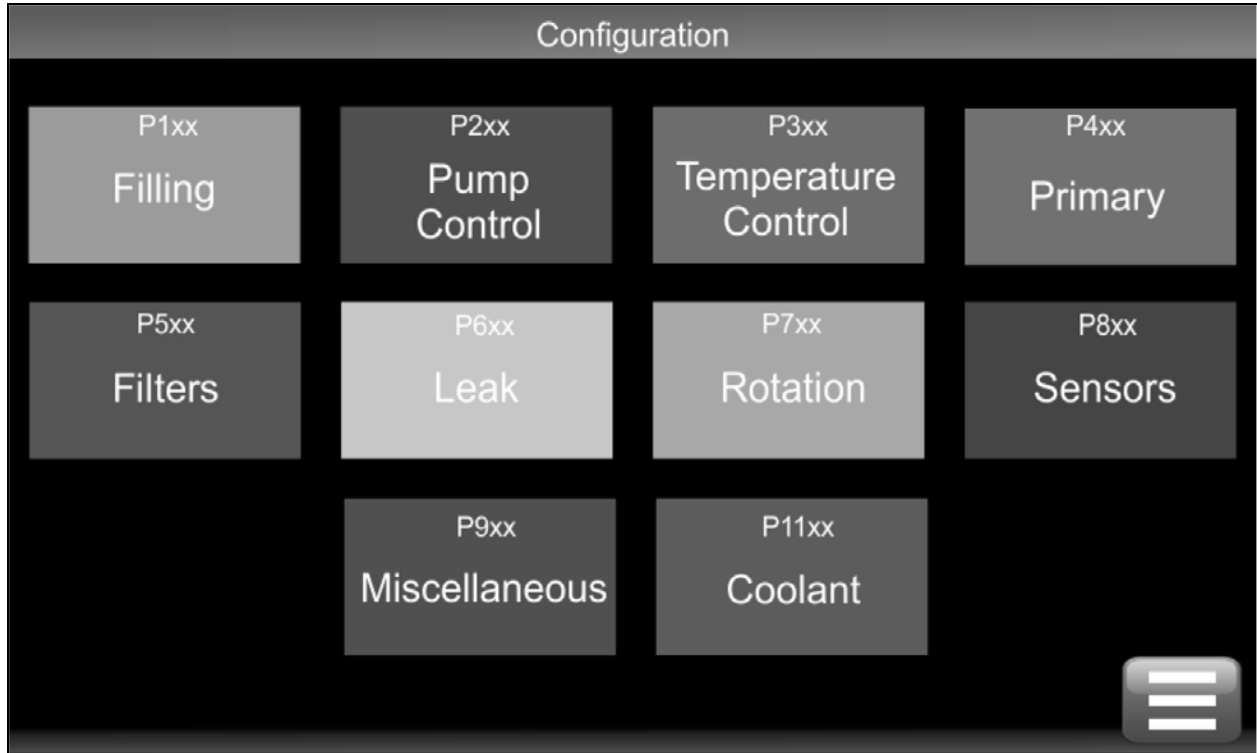 Configuration
P1xx
Filling
P2xx
Pump
Control
P3xx
Temperature
Control
P4xx
Primary
P5xx
Filters
P6xx
Leak
P7xx
Rotation
P8xx
Sensors
P9xx
Miscellaneous
P11xx
Coolant